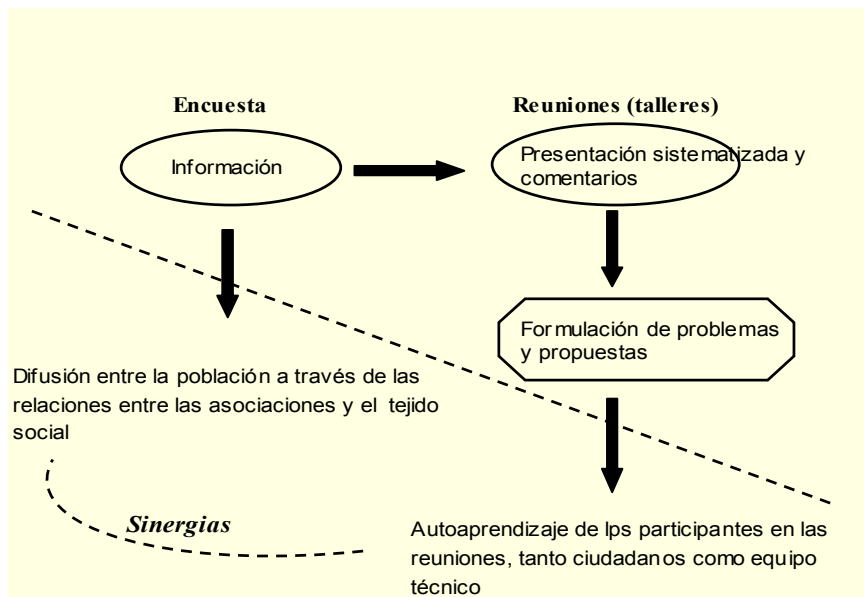 Encuesta
Reuniones (talleres)
Información
Presentación sistematizada y
comentarios
Formulación de problemas
y propuestas
Difusión entre la población a través de las
relaciones entre las asociaciones y el tejido
social
Sinergias
Autoaprendizaje de lps participantes en las
reuniones, tanto ciudadanos como equipo
técnico